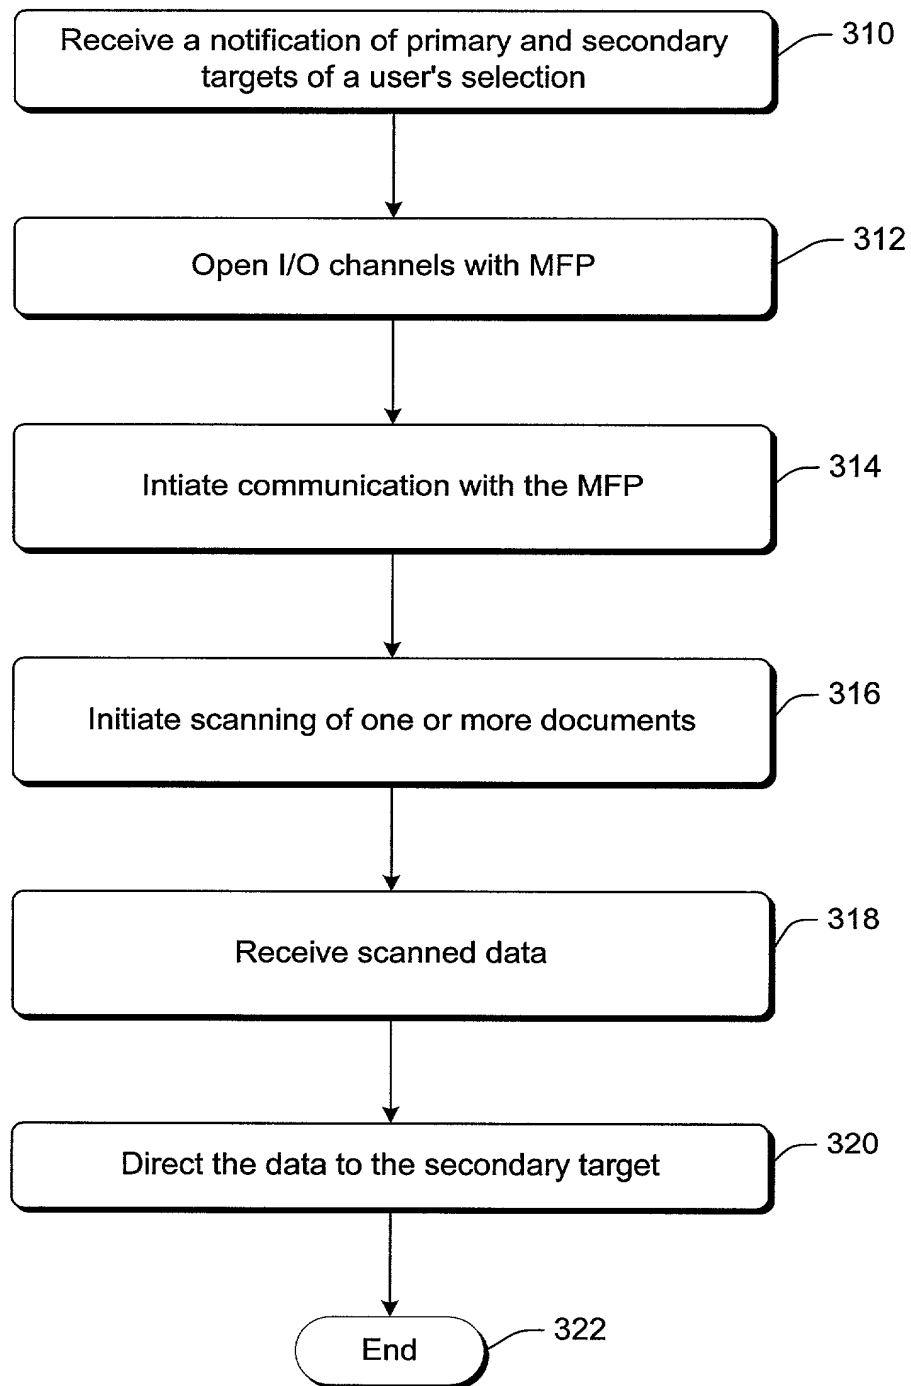 Receive a notification of primary and secondary
targets of a user's selection
310
Open I/O channels with MFP
312
Intiate communication with the MFP
314
Initiate scanning of one or more documents
316
Receive scanned data
318
Direct the data to the secondary target
320
End
322